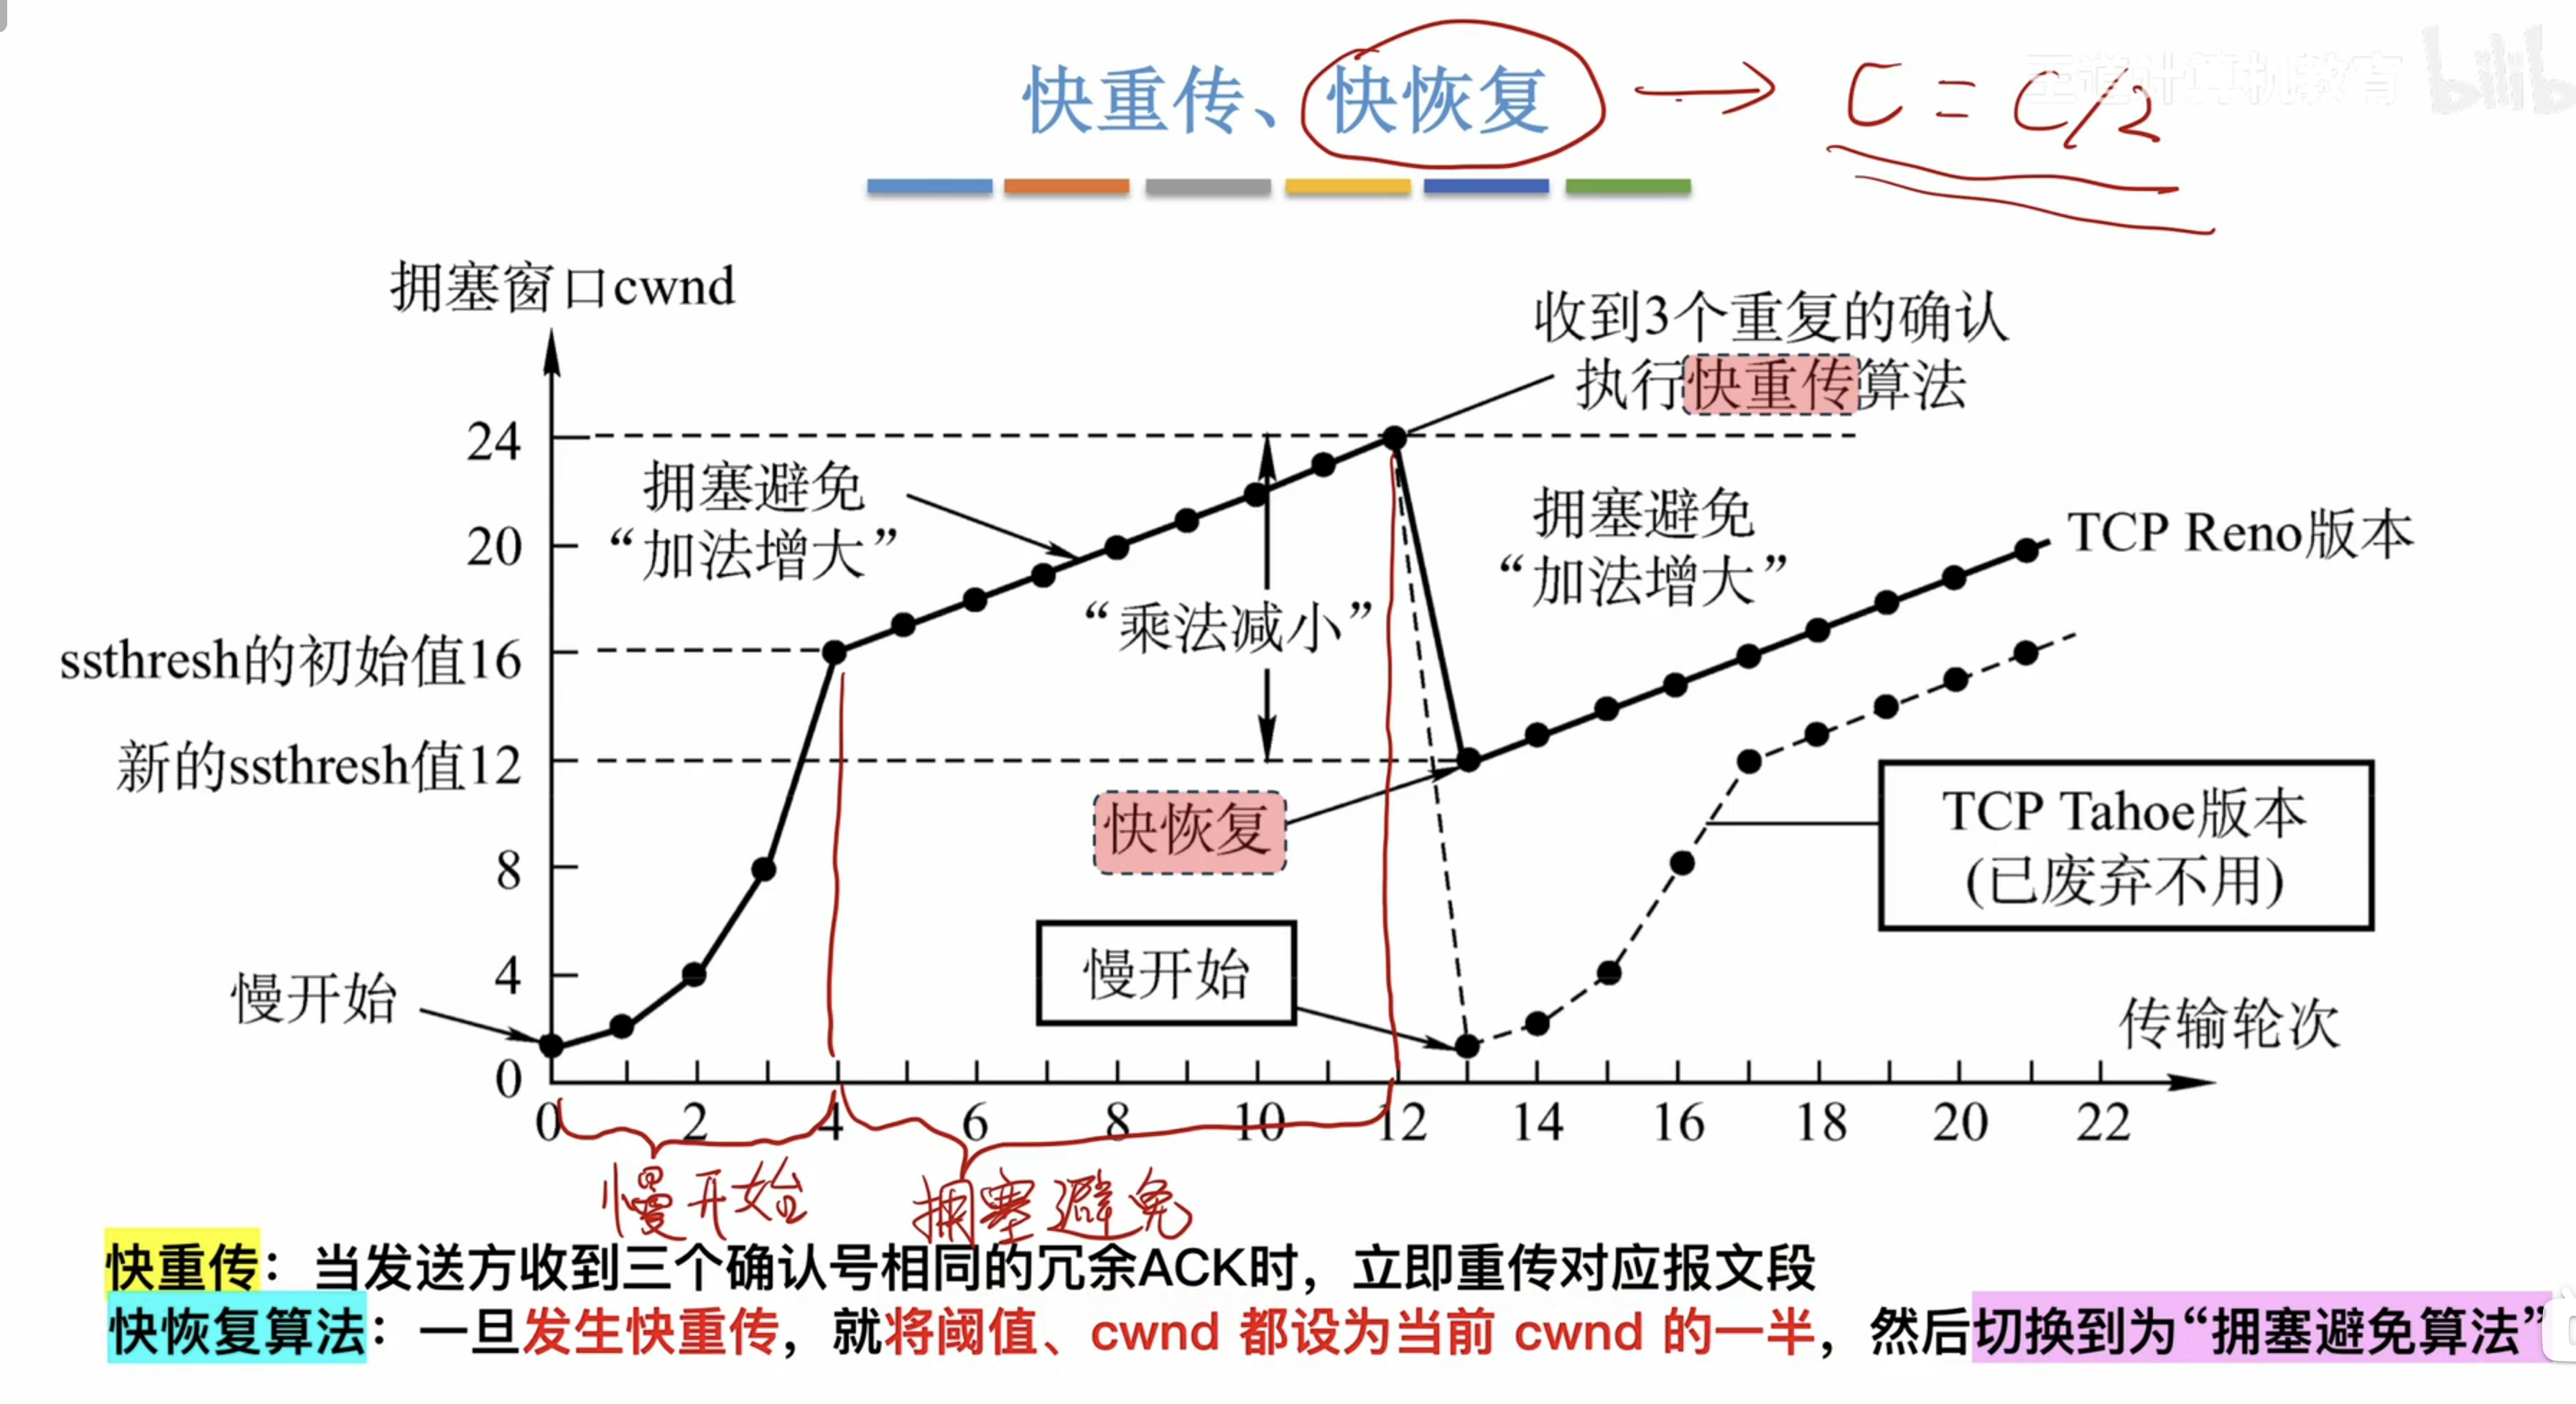 快重传、快恢复 → C = C/2
王道计算机教育
拥塞窗口cwnd
收到3个重复的确认
执行快重传算法
24
拥塞避免
“加法增大”
拥塞避免
“加法增大”
TCP Reno版本
20
“乘法减小”
ssthresh的初始值16
新的ssthresh值12
快恢复
TCP Tahoe版本
(已废弃不用)
8
慢开始
4
慢开始
传输轮次
0
0 2 4 6 8 10 12 14 16 18 20 22
慢开始 拥塞避免
快重传：当发送方收到三个确认号相同的冗余ACK时，立即重传对应报文段
快恢复算法：一旦发生快重传，就将阈值、cwnd 都设为当前 cwnd 的一半，然后切换到为“拥塞避免算法”